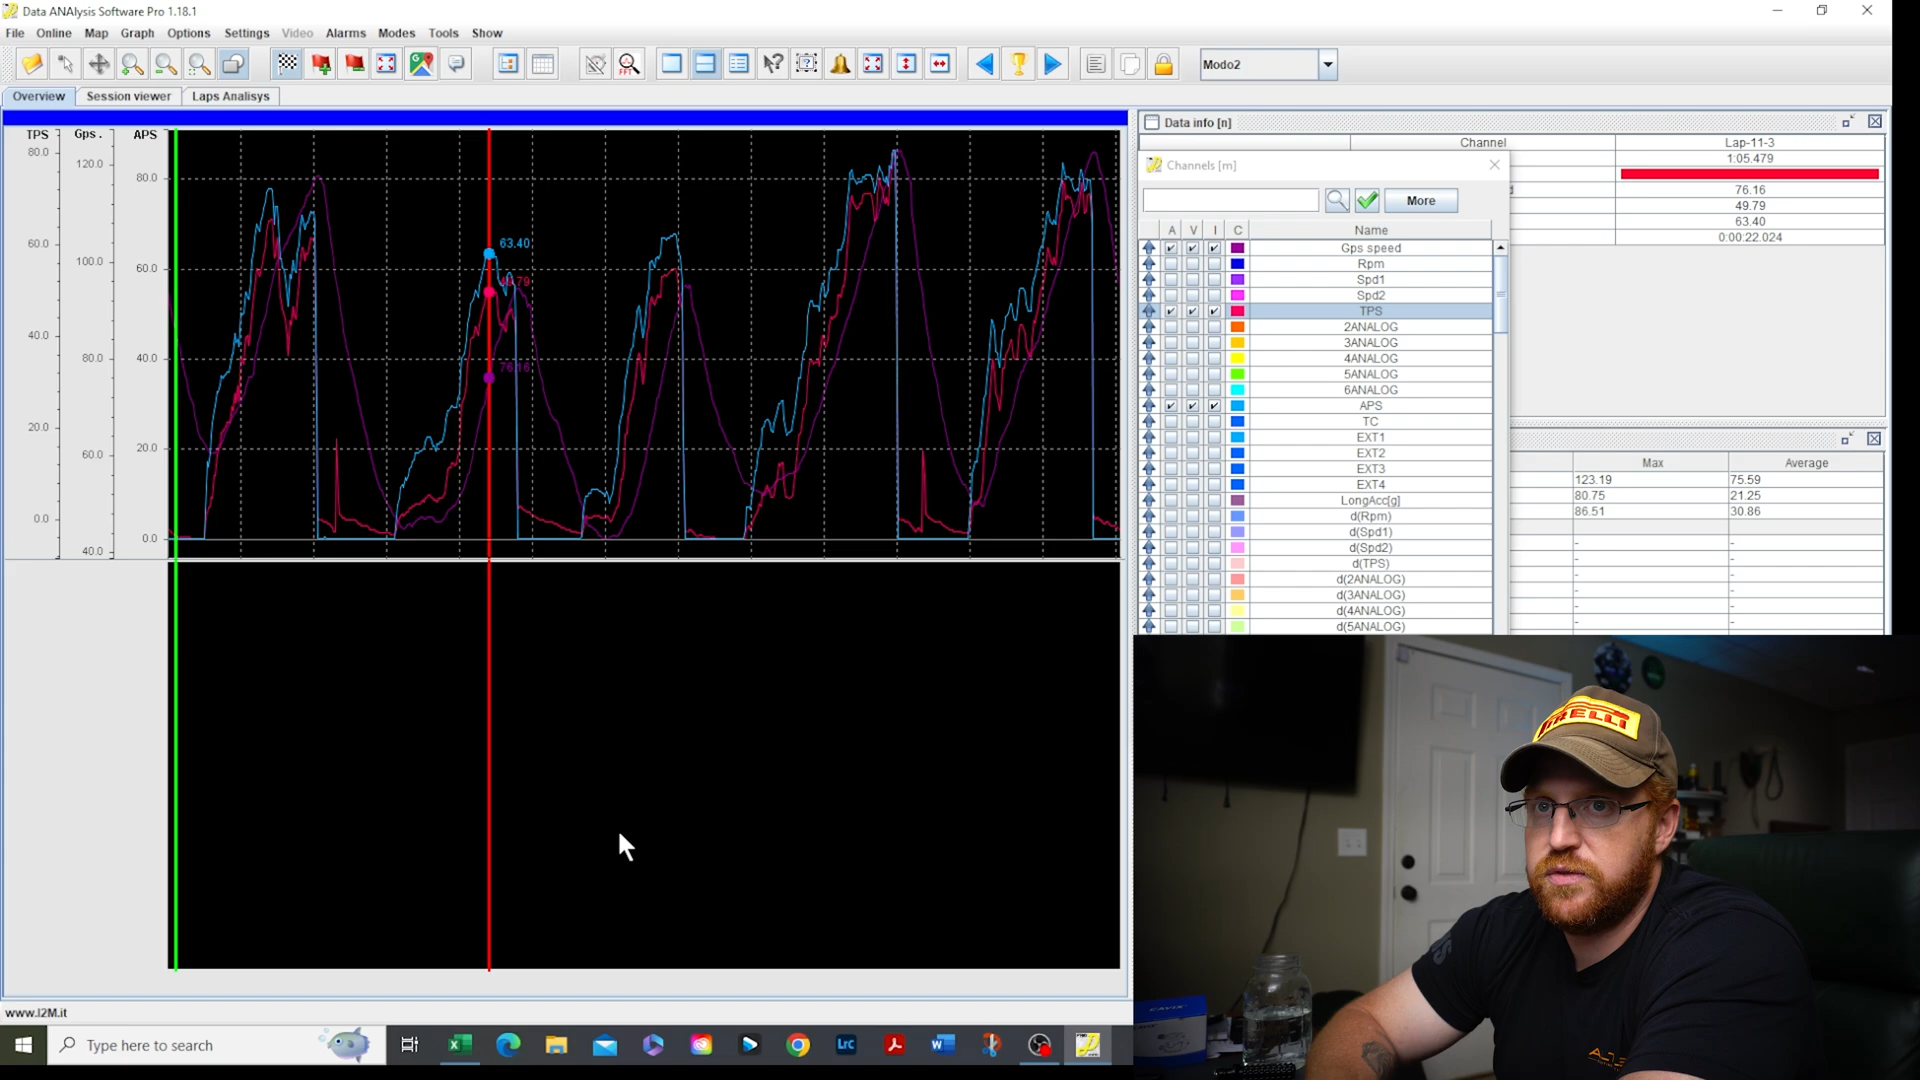 Data ANAlysis Software Pro 1.18.1
File Online Map Graph Options Settings Video Alarms Modes Tools Show
FFT
Modo2
Overview Session viewer Laps Analisys
TPS Gps. APS
80.0
60.0
40.0
20.0
0.0
120.0
100.0
80.0
60.0
40.0
80.0
60.0
40.0
20.0
0.0
63.40
76.16
Data info [n]
Channel Lap-11-3
1:05.479
76.16
49.79
63.40
0:00:22.024
Channels [m]
More
A V I C Name
Gps speed
Rpm
Spd1
Spd2
TPS
2ANALOG
3ANALOG
4ANALOG
5ANALOG
6ANALOG
APS
TC
EXT1
EXT2
EXT3
EXT4
LongAcc[g]
d(Rpm)
d(Spd1)
d(Spd2)
d(TPS)
d(2ANALOG)
d(3ANALOG)
d(4ANALOG)
d(5ANALOG)
Max Average
123.19 75.59
80.75 21.25
86.51 30.86
- -
- -
- -
- -
- -
- -
PIRELLI
www.I2M.it
Type here to search
Lrc